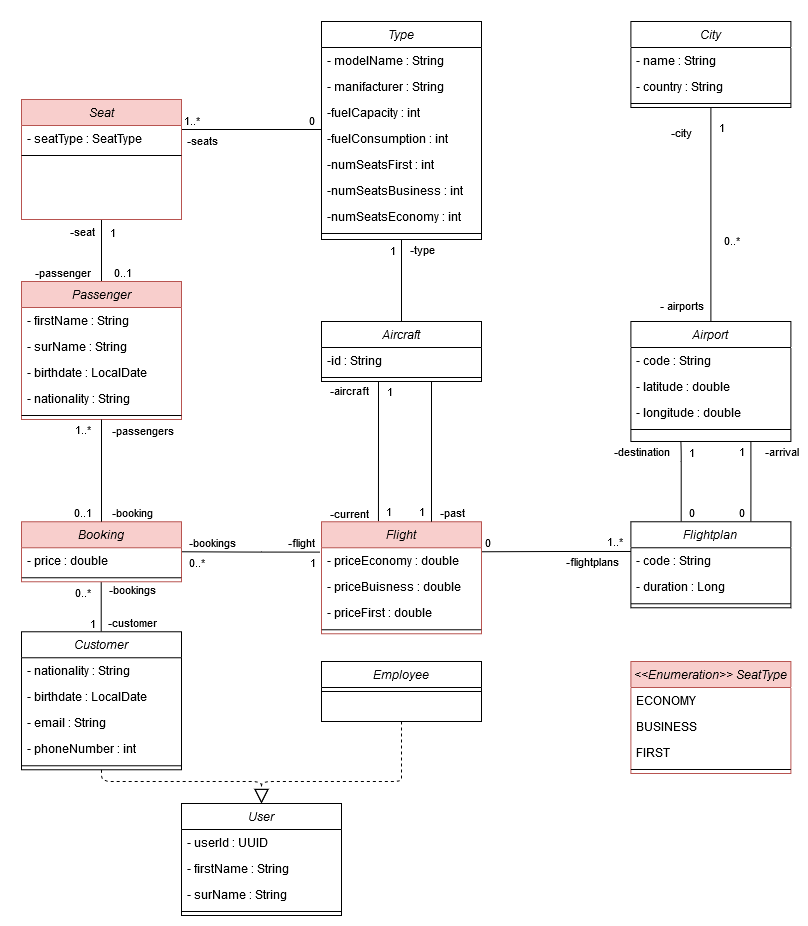 Type
- modelName : String
- manifacturer : String
-fuelCapacity : int
-fuelConsumption : int
-numSeatsFirst : int
-numSeatsBusiness : int
-numSeatsEconomy : int
City
- name : String
- country : String
Seat
- seatType : SeatType
1..*
0
-seats
-city
1
0..*
- airports
-seat
1
-passenger
0..1
1
-type
Passenger
- firstName : String
- surName : String
- birthdate : LocalDate
- nationality : String
Aircraft
-id : String
Airport
- code : String
- latitude : double
- longitude : double
-aircraft
1
1..*
-passengers
-destination
1
1
-arrival
0..1
-booking
-current
1
1
-past
0
0
Booking
- price : double
-bookings
0..*
-flight
1
Flight
- priceEconomy : double
- priceBuisness : double
- priceFirst : double
0
1..*
-flightplans
Flightplan
- code : String
- duration : Long
0..*
-bookings
1
-customer
Customer
- nationality : String
- birthdate : LocalDate
- email : String
- phoneNumber : int
Employee
<<Enumeration>> SeatType
ECONOMY
BUSINESS
FIRST
User
- userId : UUID
- firstName : String
- surName : String